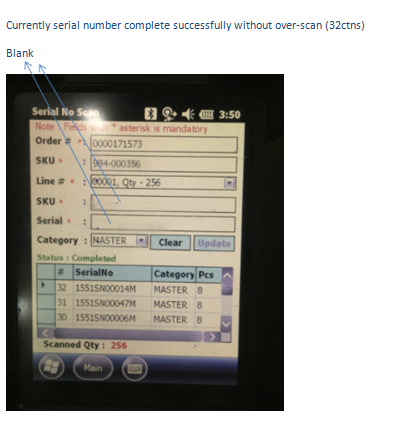 Currently serial number complete successfully without over-scan (32ctns)
Blank
Serial No Scan 3:50
Note : Fields with * asterisk is mandatory
Order # * : 0000171573
SKU * : 984-000356
Line # * : 00001, Qty - 256
SKU * :
Serial * :
Category : MASTER Clear Update
Status : Completed
# SerialNo Category Pcs
32 1551SN00014M MASTER 8
31 1551SN00047M MASTER 8
30 1551SN00006M MASTER 8
Scanned Qty : 256
Main